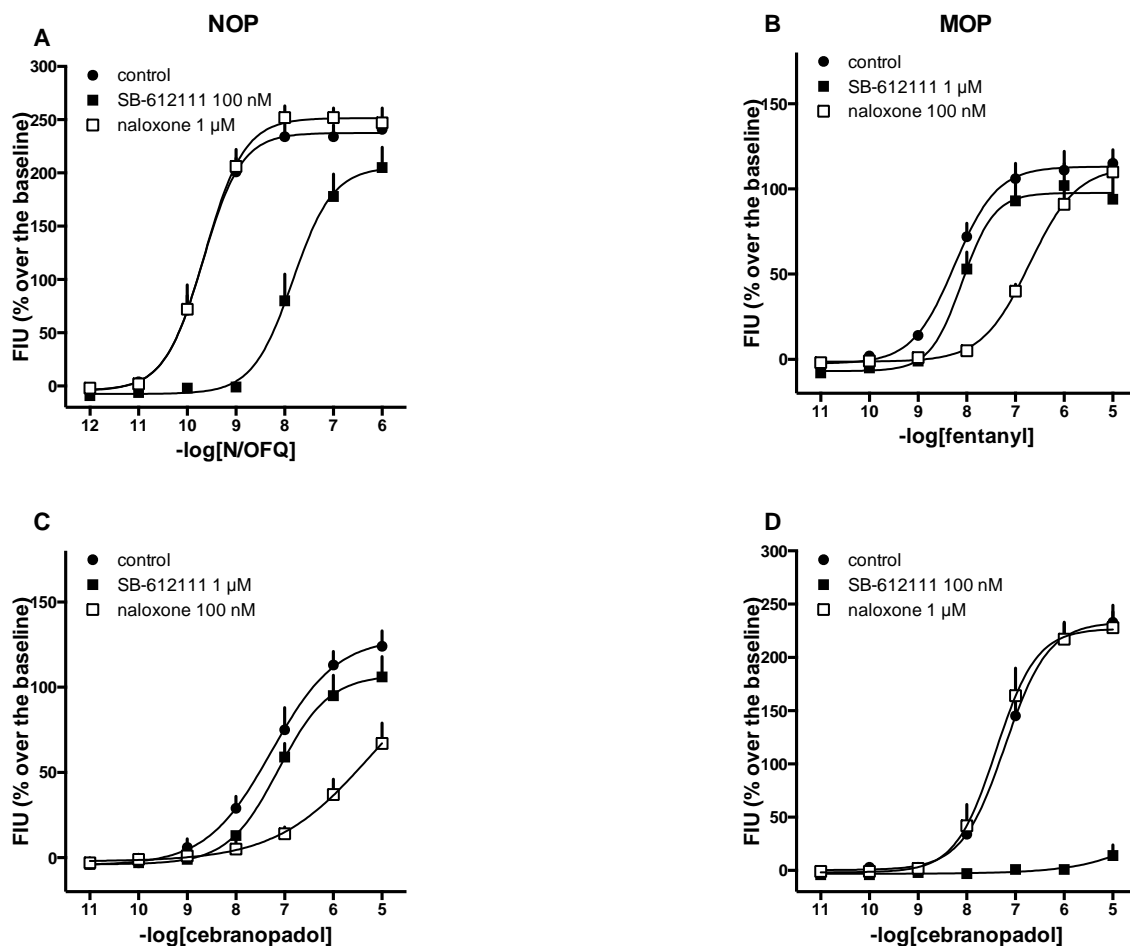 NOP
MOP
A
FIU (% over the baseline)
300
250
200
150
100
50
0
control
SB-612111 100 nM
naloxone 1 µM
12 11 10 9 8 7 6
-log[N/OFQ]
B
FIU (% over the baseline)
150
100
50
0
control
SB-612111 1 µM
naloxone 100 nM
11 10 9 8 7 6 5
-log[fentanyl]
C
FIU (% over the baseline)
150
100
50
0
control
SB-612111 1 µM
naloxone 100 nM
11 10 9 8 7 6 5
-log[cebranopadol]
D
FIU (% over the baseline)
300
250
200
150
100
50
0
control
SB-612111 100 nM
naloxone 1 µM
11 10 9 8 7 6 5
-log[cebranopadol]